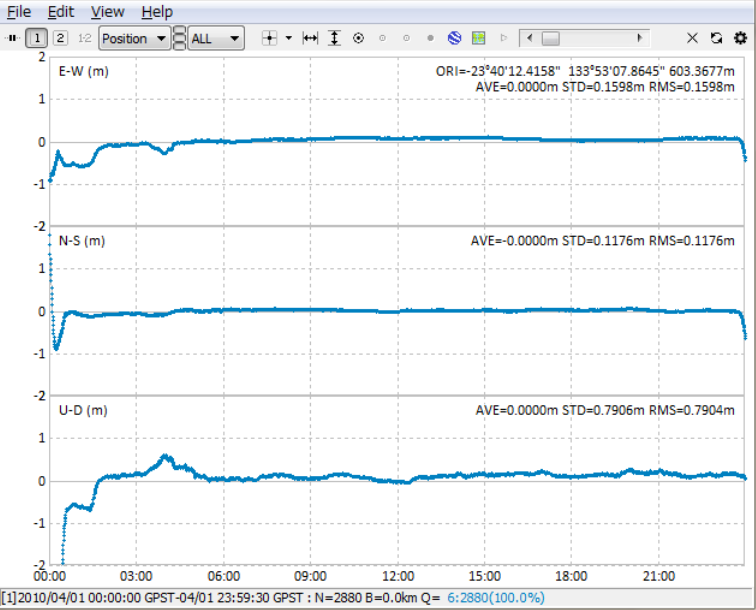 File Edit View Help
1 2 1-2 Position ALL
2
E-W (m) ORI=-23°40'12.4158" 133°53'07.8645" 603.3677m
AVE=0.0000m STD=0.1598m RMS=0.1598m
1
0
-1
-2
N-S (m) AVE=-0.0000m STD=0.1176m RMS=0.1176m
1
0
-1
-2
U-D (m) AVE=0.0000m STD=0.7906m RMS=0.7904m
1
0
-1
-2
00:00 03:00 06:00 09:00 12:00 15:00 18:00 21:00
[1]2010/04/01 00:00:00 GPST-04/01 23:59:30 GPST : N=2880 B=0.0km Q= 6:2880(100.0%)